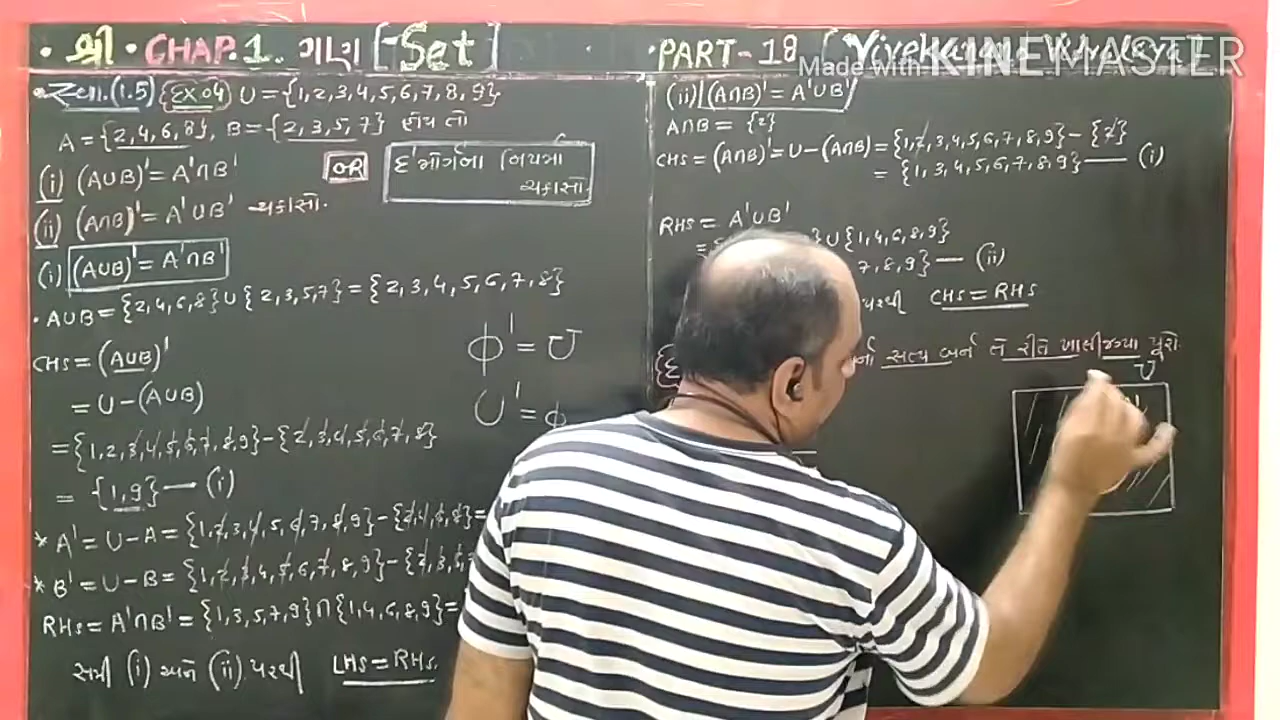 • શ્રી • CHAP. 1. ગણ [-Set]
PART - 18 [Vivekanand Vidyalaya]
Made with KINEMASTER
સ્વા.(1.5) {EX 04} U = {1,2,3,4,5,6,7,8,9}
A = {2,4,6,8}, B = {2,3,5,7} હોય તો
(i) (A∪B)' = A'∩B'
OR
દ'મોર્ગનના નિયમો
ચકાસો.
(ii) (A∩B)' = A'∪B' ચકાસો.
(i) (A∪B)' = A'∩B'
• A∪B = {2,4,6,8} ∪ {2,3,5,7} = {2,3,4,5,6,7,8}
LHS = (A∪B)'
= U-(A∪B)
= {1,2,3,4,5,6,7,8,9} - {2,3,4,5,6,7,8}
= {1,9} — (i)
* A' = U-A = {1,2,3,4,5,6,7,8,9} - {2,4,6,8} =
* B' = U-B = {1,2,3,4,5,6,7,8,9} - {2,3,5,7
RHS = A'∩B' = {1,3,5,7,9} ∩ {1,4,6,8,9} =
(i) અને (ii) પરથી LHS = RHS.
φ' = U
U' = φ
(ii) (A∩B)' = A'∪B'
A∩B = {2}
LHS = (A∩B)' = U-(A∩B) = {1,2,3,4,5,6,7,8,9} - {2}
= {1,3,4,5,6,7,8,9} — (i)
RHS = A'∪B'
} ∪ {1,4,6,8,9}
7,8,9} — (ii)
પરથી LHS = RHS
સત્ય બને તે રીતે ખાલીજગ્યા પૂરો
U